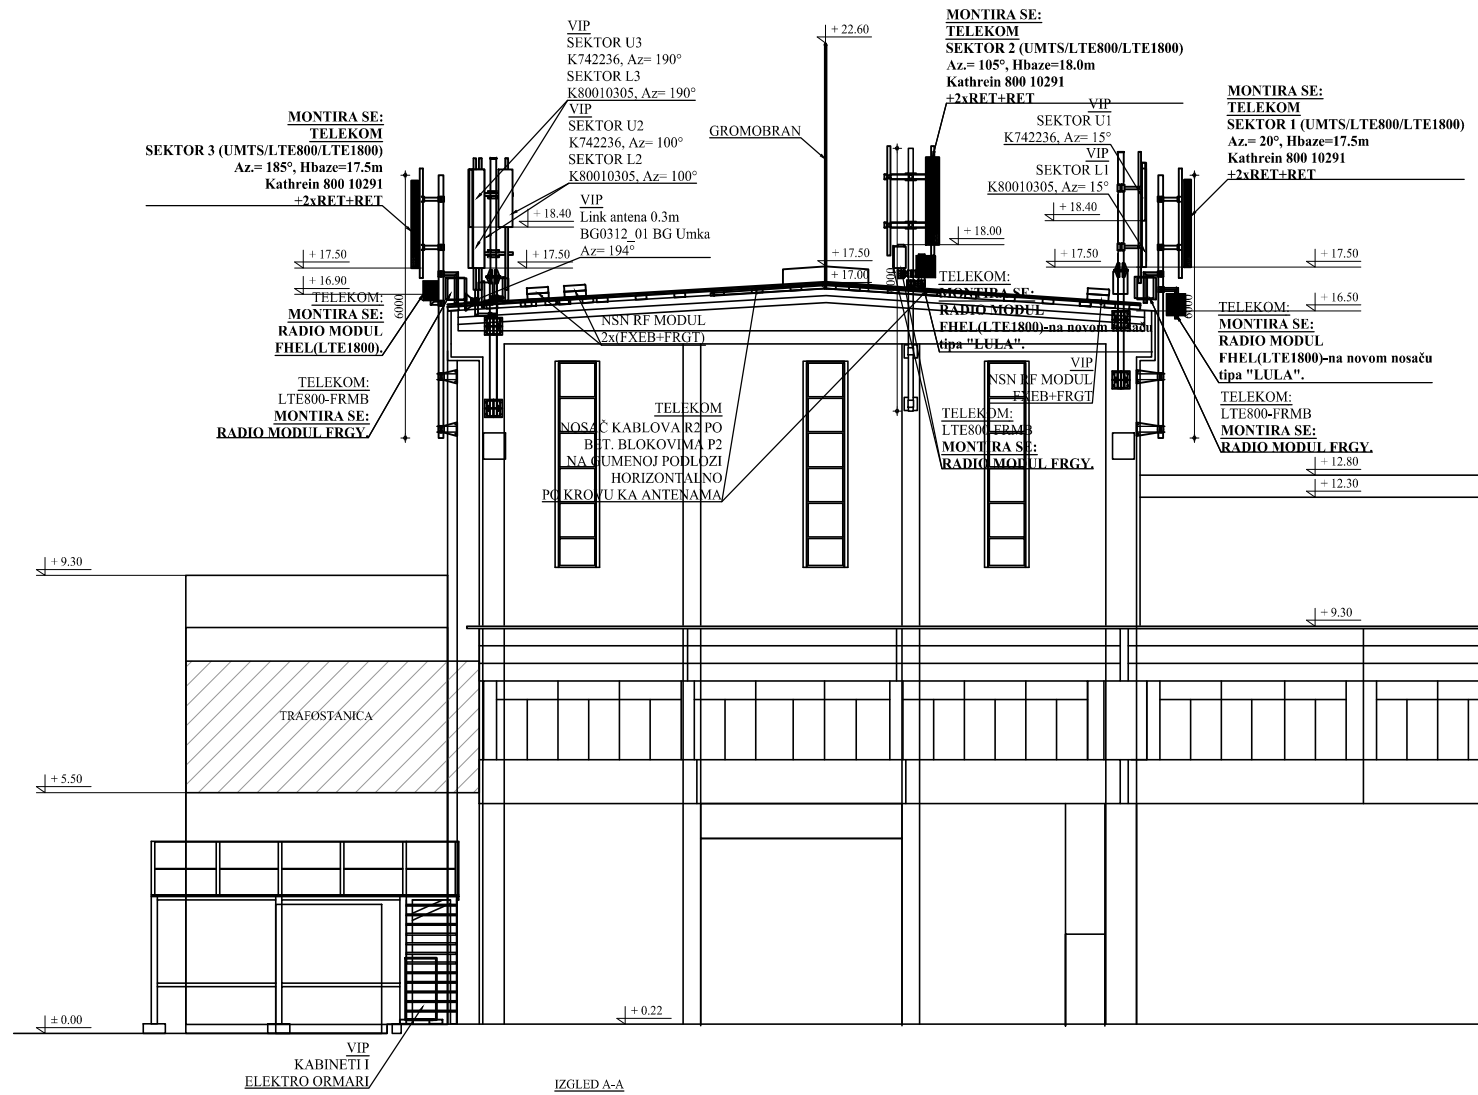 MONTIRA SE:
TELEKOM
SEKTOR 3 (UMTS/LTE800/LTE1800)
Az.= 185°, Hbaze=17.5m
Kathrein 800 10291
+2xRET+RET
VIP
SEKTOR U3
K742236, Az= 190°
SEKTOR L3
K80010305, Az= 190°
VIP
SEKTOR U2
K742236, Az= 100°
SEKTOR L2
K80010305, Az= 100°
VIP
Link antena 0.3m
BG0312_01 BG Umka
Az= 194°
+ 22.60
GROMOBRAN
MONTIRA SE:
TELEKOM
SEKTOR 2 (UMTS/LTE800/LTE1800)
Az.= 105°, Hbaze=18.0m
Kathrein 800 10291
+2xRET+RET
VIP
SEKTOR U1
K742236, Az= 15°
VIP
SEKTOR L1
K80010305, Az= 15°
MONTIRA SE:
TELEKOM
SEKTOR 1 (UMTS/LTE800/LTE1800)
Az.= 20°, Hbaze=17.5m
Kathrein 800 10291
+2xRET+RET
+ 18.40
+ 18.40
+ 18.00
+ 17.50
+ 17.50
+ 17.50
+ 17.50
+ 17.50
+ 17.00
+ 16.90
+ 16.50
6000
6000
6000
TELEKOM:
MONTIRA SE:
RADIO MODUL
FHEL(LTE1800).
TELEKOM:
LTE800-FRMB
MONTIRA SE:
RADIO MODUL FRGY.
NSN RF MODUL
2x(FXEB+FRGT)
TELEKOM:
MONTIRA SE:
RADIO MODUL
FHEL(LTE1800)-na novom nosaču
tipa "LULA".
VIP
NSN RF MODUL
FXEB+FRGT
TELEKOM:
LTE800-FRMB
MONTIRA SE:
RADIO MODUL FRGY.
TELEKOM:
MONTIRA SE:
RADIO MODUL
FHEL(LTE1800)-na novom nosaču
tipa "LULA".
TELEKOM:
LTE800-FRMB
MONTIRA SE:
RADIO MODUL FRGY.
TELEKOM
NOSAČ KABLOVA R2 PO
BET. BLOKOVIMA P2
NA GUMENOJ PODLOZI
HORIZONTALNO
PO KROVU KA ANTENAMA
+ 12.80
+ 12.30
+ 9.30
+ 9.30
TRAFOSTANICA
+ 5.50
± 0.00
+ 0.22
VIP
KABINETI I
ELEKTRO ORMARI
IZGLED A-A